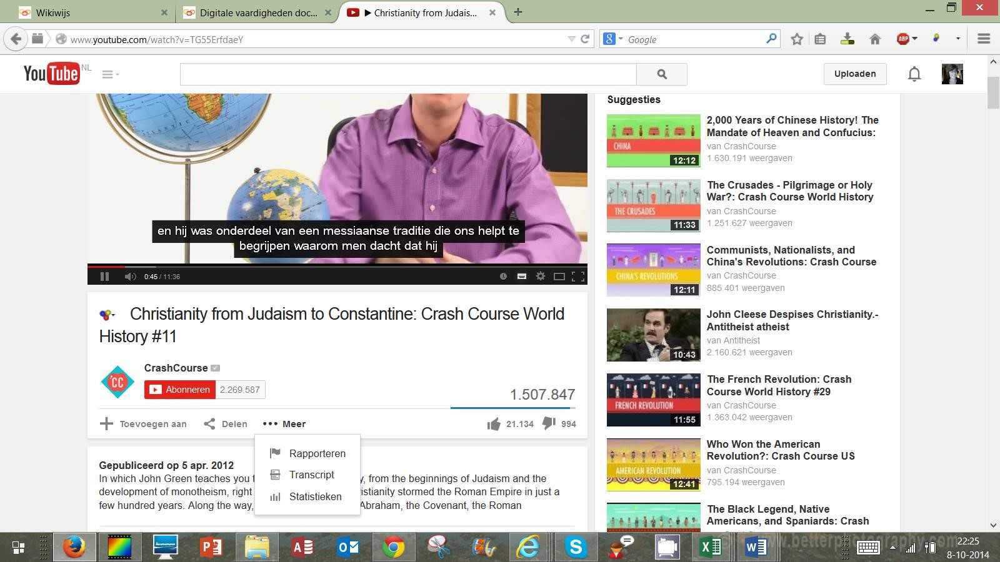 Wikiwijs
Digitale vaardigheden doc...
▶ Christianity from Judais...
www.youtube.com/watch?v=TG55ErfdaeY
Google
ABP
YouTube NL
Uploaden
en hij was onderdeel van een messiaanse traditie die ons helpt te
begrijpen waarom men dacht dat hij
0:45 / 11:36
Christianity from Judaism to Constantine: Crash Course World
History #11
CC
CrashCourse
Abonneren 2.269.587
1.507.847
Toevoegen aan Delen Meer 21.134 994
Rapporteren
Transcript
Statistieken
Gepubliceerd op 5 apr. 2012
In which John Green teaches you , from the beginnings of Judaism and the
development of monotheism, right istianity stormed the Roman Empire in just a
few hundred years. Along the way, Abraham, the Covenant, the Roman
Suggesties
CHINA
12:12
2,000 Years of Chinese History! The
Mandate of Heaven and Confucius:
van CrashCourse
1.630.191 weergaven
THE CRUSADES
11:33
The Crusades - Pilgrimage or Holy
War?: Crash Course World History
van CrashCourse
1.251.627 weergaven
CHINA'S REVOLUTIONS
12:11
Communists, Nationalists, and
China's Revolutions: Crash Course
van CrashCourse
885.401 weergaven
10:43
John Cleese Despises Christianity.-
Antitheist atheist
van Antitheist
2.160.621 weergaven
FRENCH REVOLUTION
11:55
The French Revolution: Crash
Course World History #29
van CrashCourse
1.363.042 weergaven
AMERICAN REVOLUTION
12:41
Who Won the American
Revolution?: Crash Course US
van CrashCourse
795.194 weergaven
The Black Legend, Native
Americans, and Spaniards: Crash
lenovo
22:25
8-10-2014